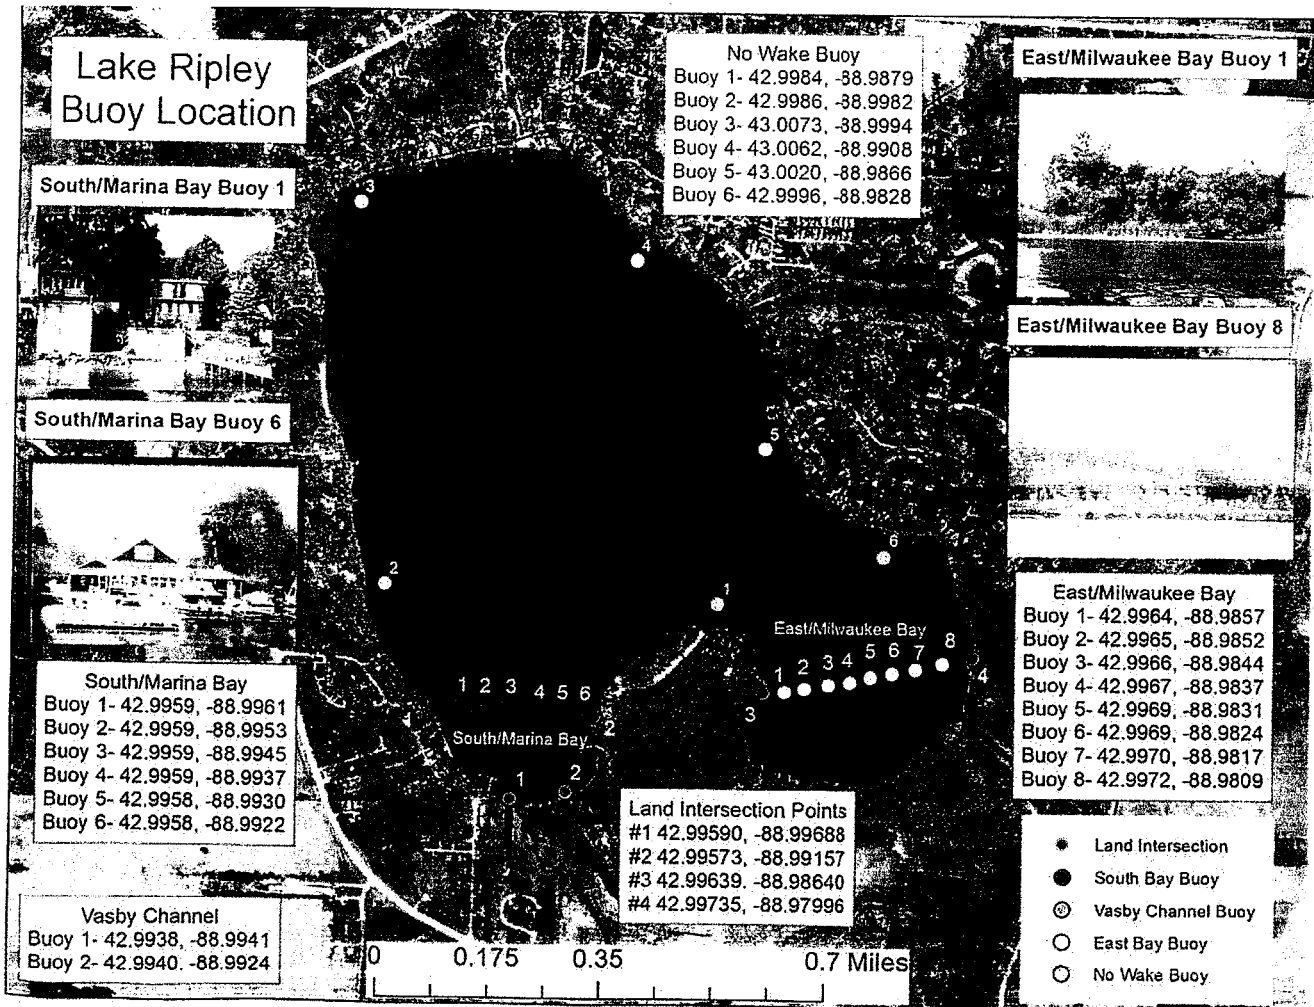 Lake Ripley
Buoy Location
South/Marina Bay Buoy 1
South/Marina Bay Buoy 6
South/Marina Bay
Buoy 1- 42.9959, -88.9961
Buoy 2- 42.9959, -88.9953
Buoy 3- 42.9959, -88.9945
Buoy 4- 42.9959, -88.9937
Buoy 5- 42.9958, -88.9930
Buoy 6- 42.9958, -88.9922
Vasby Channel
Buoy 1- 42.9938, -88.9941
Buoy 2- 42.9940. -88.9924
No Wake Buoy
Buoy 1- 42.9984, -88.9879
Buoy 2- 42.9986, -88.9982
Buoy 3- 43.0073, -88.9994
Buoy 4- 43.0062, -88.9908
Buoy 5- 43.0020, -88.9866
Buoy 6- 42.9996, -88.9828
3
4
5
6
2
1
East/Milwaukee Bay
1 2 3 4 5 6 7 8
3
4
1 2 3 4 5 6
2
South/Marina Bay
1 2
Land Intersection Points
#1 42.99590, -88.99688
#2 42.99573, -88.99157
#3 42.99639. -88.98640
#4 42.99735, -88.97996
0 0.175 0.35 0.7 Miles
East/Milwaukee Bay Buoy 1
East/Milwaukee Bay Buoy 8
East/Milwaukee Bay
Buoy 1- 42.9964, -88.9857
Buoy 2- 42.9965, -88.9852
Buoy 3- 42.9966, -88.9844
Buoy 4- 42.9967, -88.9837
Buoy 5- 42.9969, -88.9831
Buoy 6- 42.9969, -88.9824
Buoy 7- 42.9970, -88.9817
Buoy 8- 42.9972, -88.9809
Land Intersection
South Bay Buoy
Vasby Channel Buoy
East Bay Buoy
No Wake Buoy